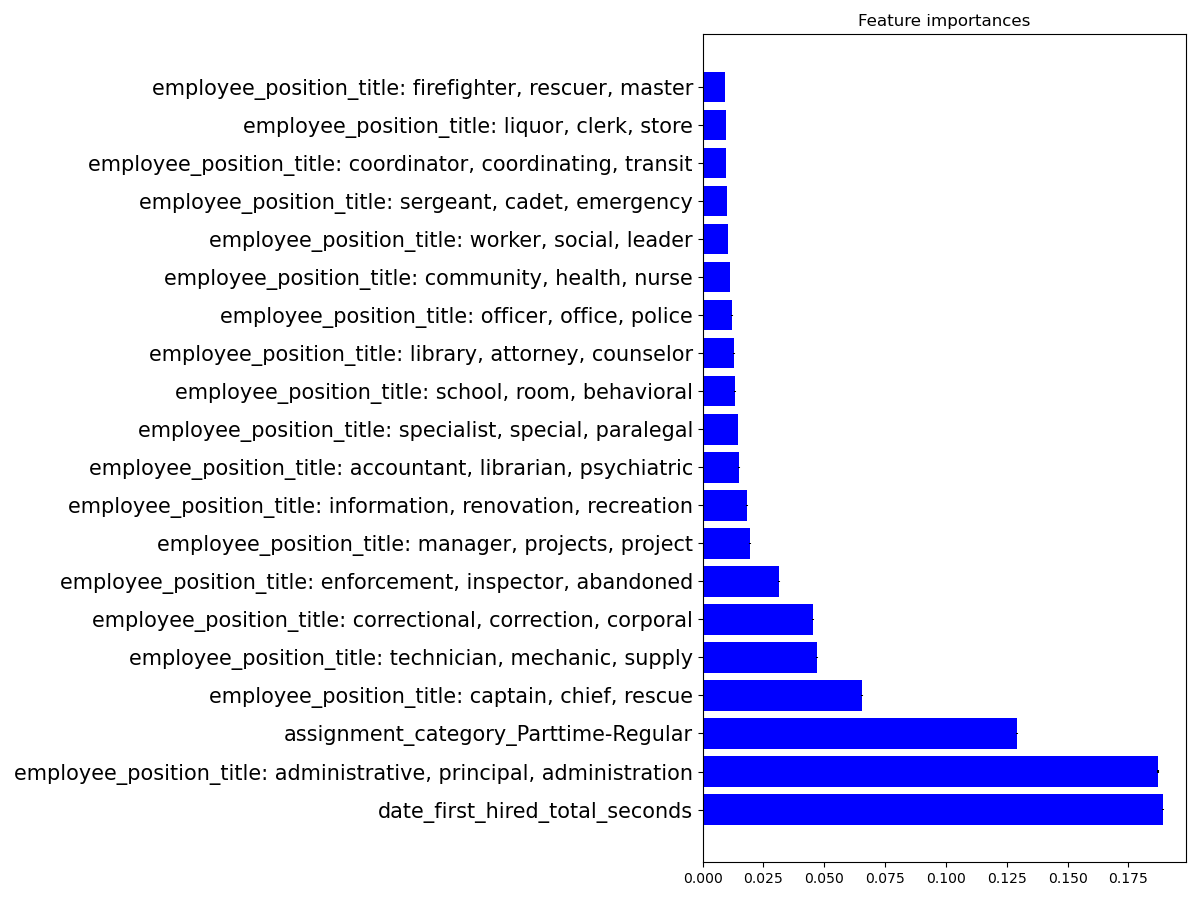 Feature importances
employee_position_title: firefighter, rescuer, master
employee_position_title: liquor, clerk, store
employee_position_title: coordinator, coordinating, transit
employee_position_title: sergeant, cadet, emergency
employee_position_title: worker, social, leader
employee_position_title: community, health, nurse
employee_position_title: officer, office, police
employee_position_title: library, attorney, counselor
employee_position_title: school, room, behavioral
employee_position_title: specialist, special, paralegal
employee_position_title: accountant, librarian, psychiatric
employee_position_title: information, renovation, recreation
employee_position_title: manager, projects, project
employee_position_title: enforcement, inspector, abandoned
employee_position_title: correctional, correction, corporal
employee_position_title: technician, mechanic, supply
employee_position_title: captain, chief, rescue
assignment_category_Parttime-Regular
employee_position_title: administrative, principal, administration
date_first_hired_total_seconds
0.000 0.025 0.050 0.075 0.100 0.125 0.150 0.175